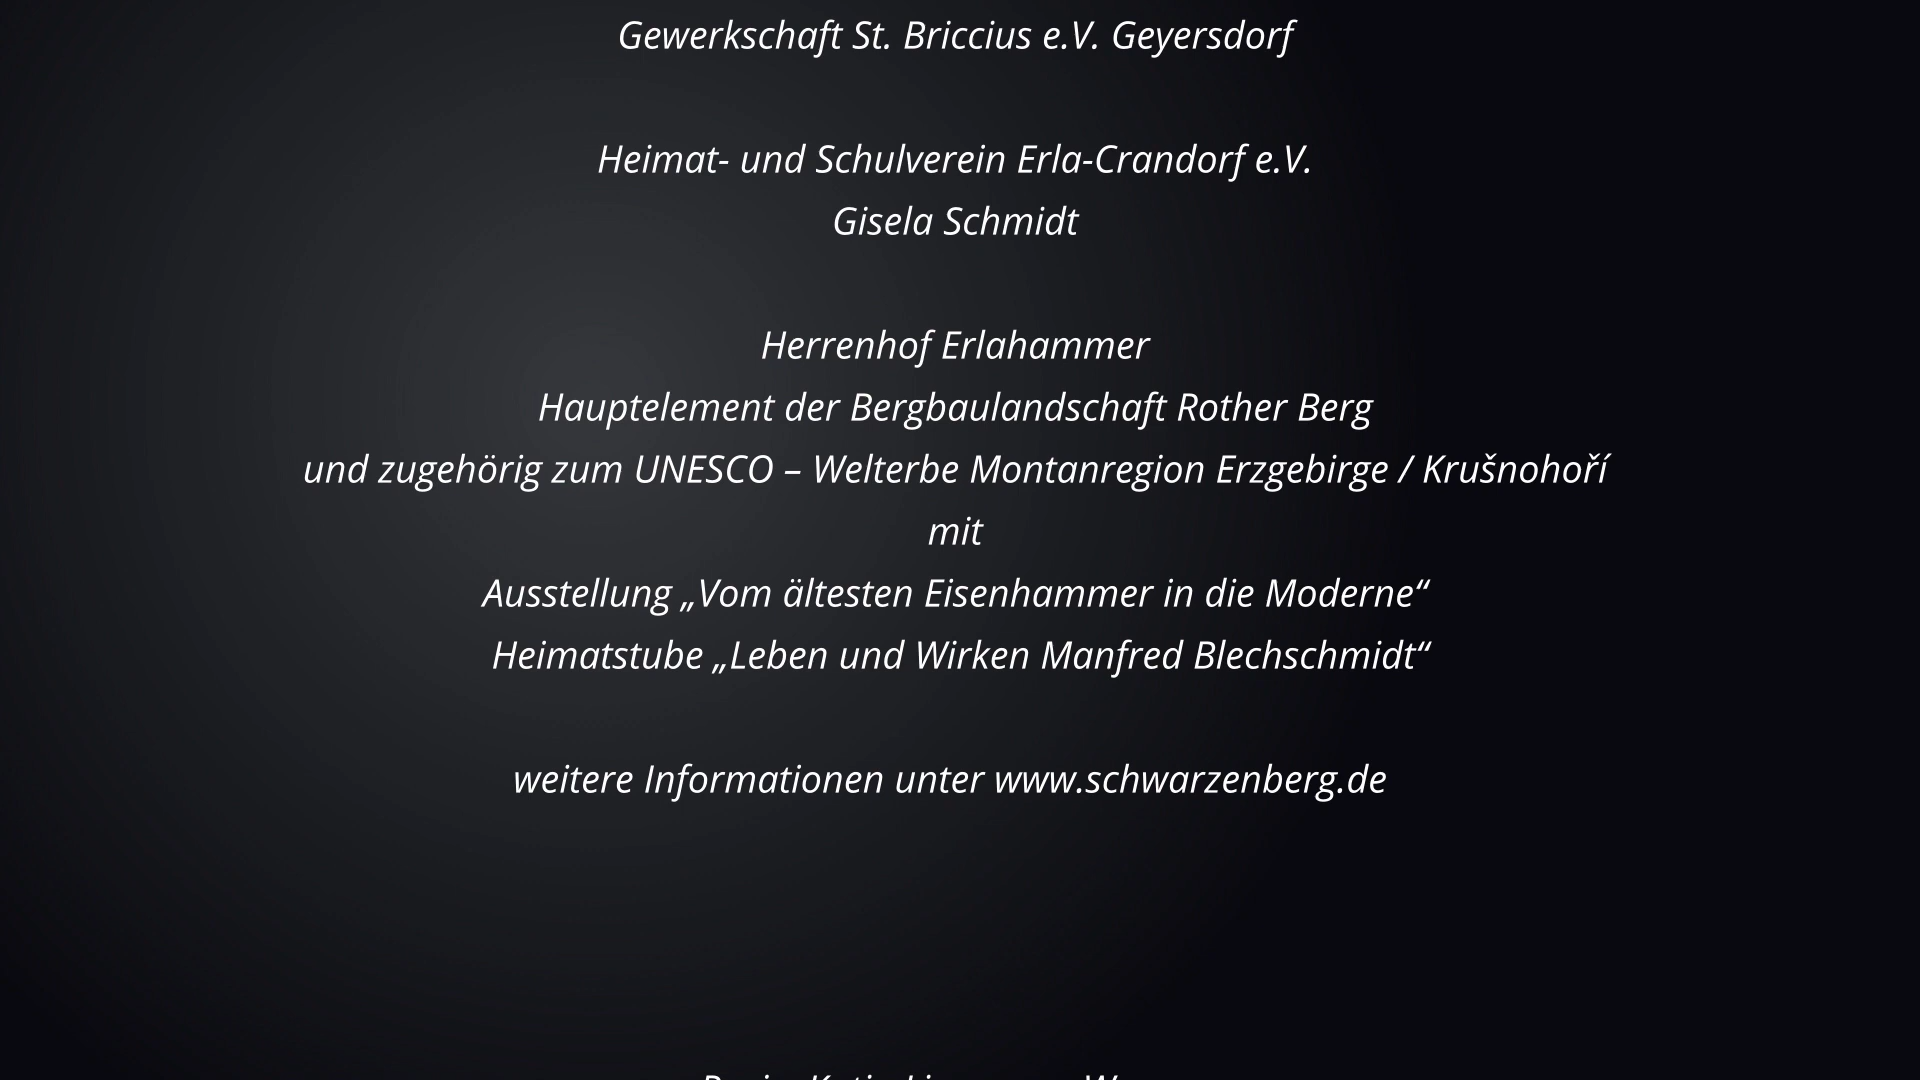 Gewerkschaft St. Briccius e.V. Geyersdorf
Heimat- und Schulverein Erla-Crandorf e.V.
Gisela Schmidt
Herrenhof Erlahammer
Hauptelement der Bergbaulandschaft Rother Berg
und zugehörig zum UNESCO – Welterbe Montanregion Erzgebirge / Krušnohoří
mit
Ausstellung „Vom ältesten Eisenhammer in die Moderne“
Heimatstube „Leben und Wirken Manfred Blechschmidt“
weitere Informationen unter www.schwarzenberg.de